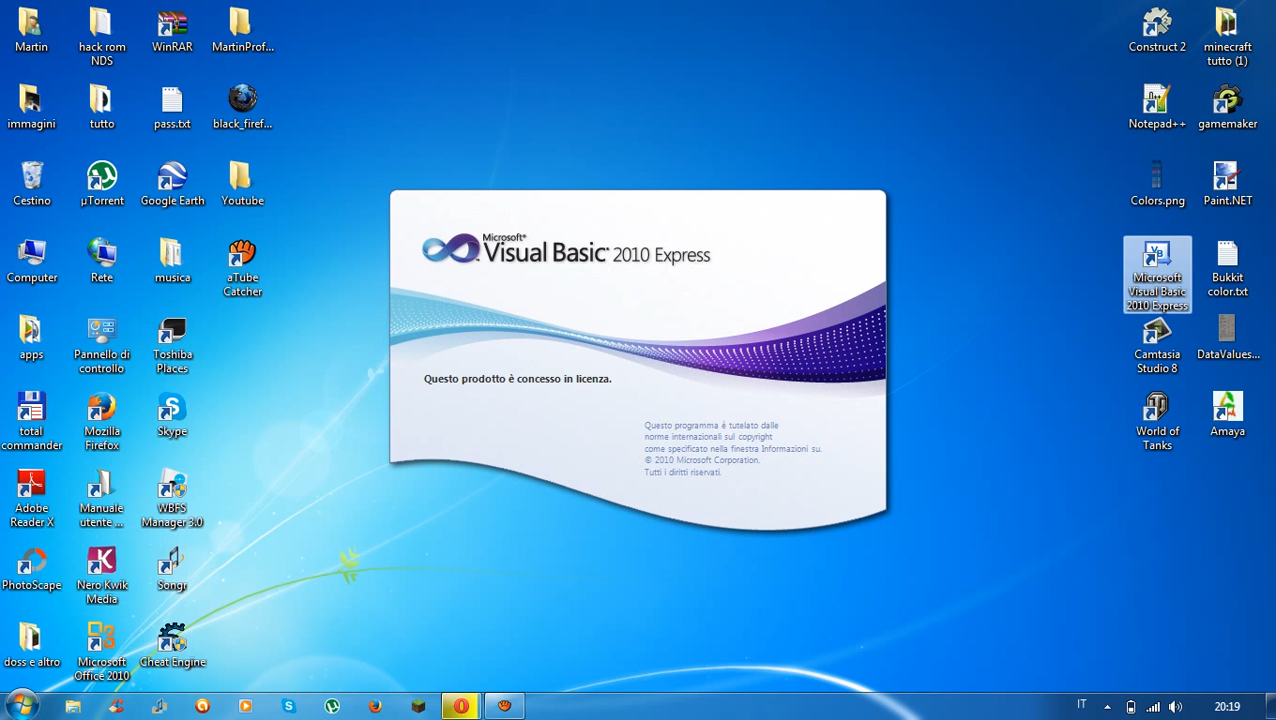 Martin
hack rom
NDS
WinRAR
MartinProf...
immagini
tutto
pass.txt
black_firef...
Cestino
µTorrent
Google Earth
Youtube
Computer
Rete
musica
aTube
Catcher
apps
Pannello di
controllo
Toshiba
Places
total
commander
Mozilla
Firefox
Skype
Adobe
Reader X
Manuale
utente ...
WBFS
Manager 3.0
PhotoScape
Nero Kwik
Media
Songr
doss e altro
Microsoft
Office 2010
Cheat Engine
Microsoft®
Visual Basic® 2010 Express
Questo prodotto è concesso in licenza.
Questo programma è tutelato dalle
norme internazionali sul copyright
come specificato nella finestra Informazioni su.
© 2010 Microsoft Corporation.
Tutti i diritti riservati.
Construct 2
minecraft
tutto (1)
Notepad++
gamemaker
Colors.png
Paint.NET
Microsoft
Visual Basic
2010 Express
Bukkit
color.txt
Camtasia
Studio 8
DataValues...
World of
Tanks
Amaya
IT
20:19